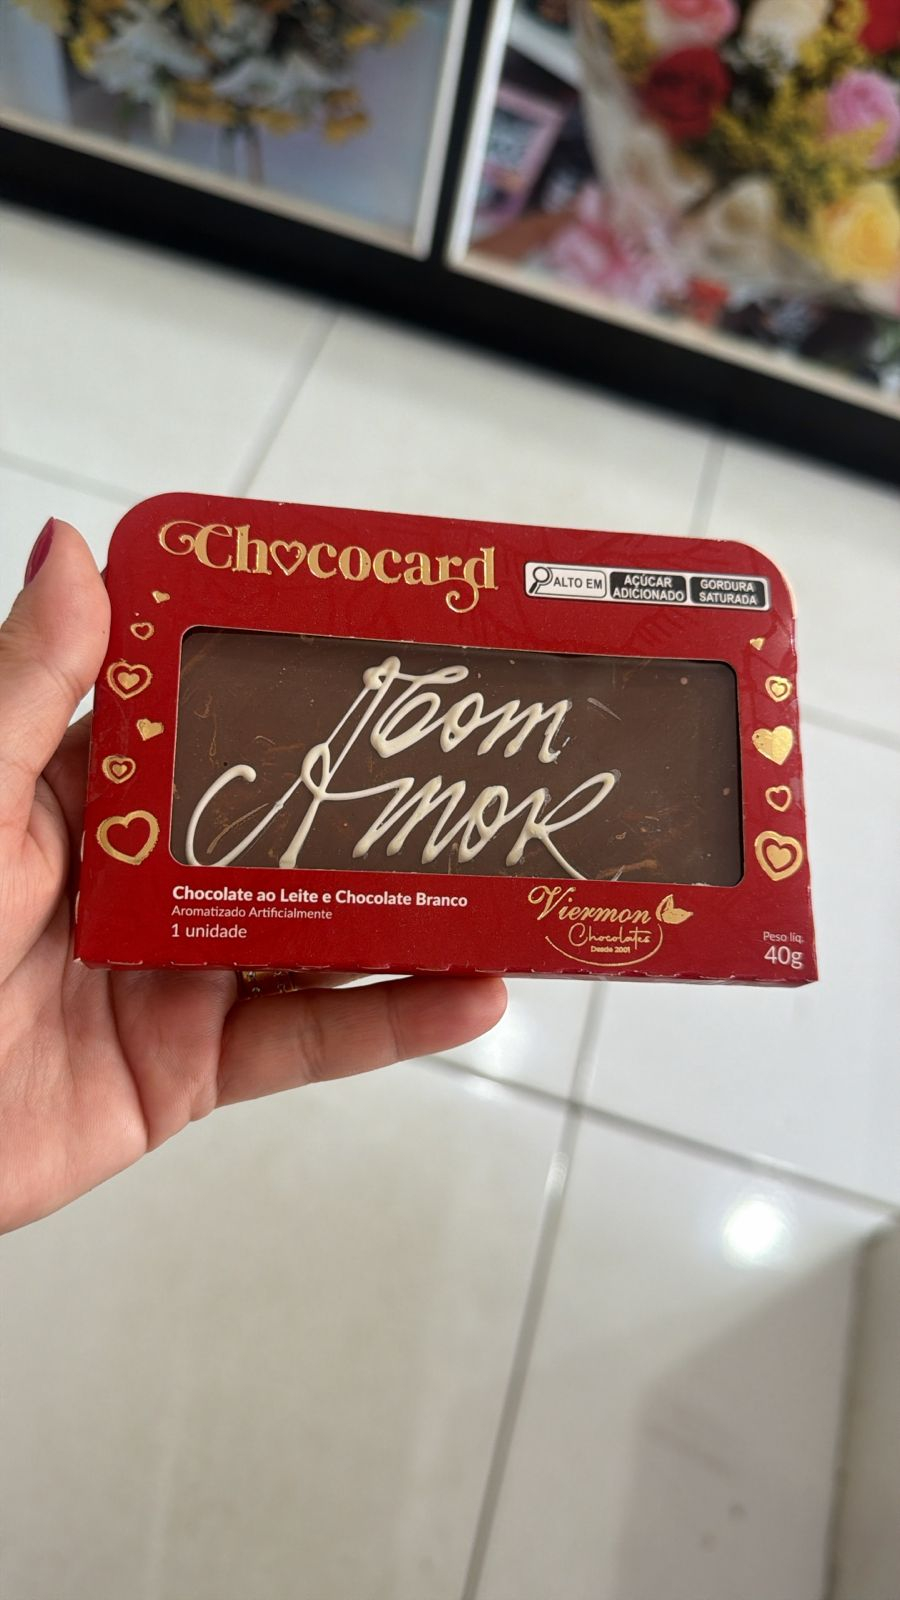 Chococard
ALTO EM
AÇÚCAR
ADICIONADO
GORDURA
SATURADA
Com
Amor
Chocolate ao Leite e Chocolate Branco
Aromatizado Artificialmente
1 unidade
Viermon
Chocolates
Desde 2001
Peso líq.
40g